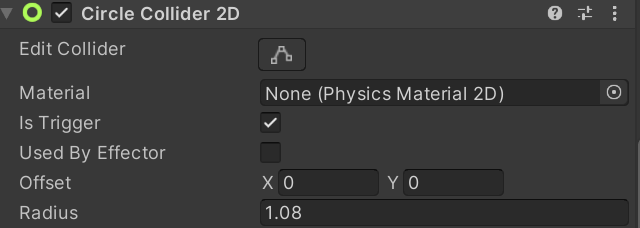 Circle Collider 2D
Edit Collider
Material None (Physics Material 2D)
Is Trigger
Used By Effector
Offset X 0 Y 0
Radius 1.08